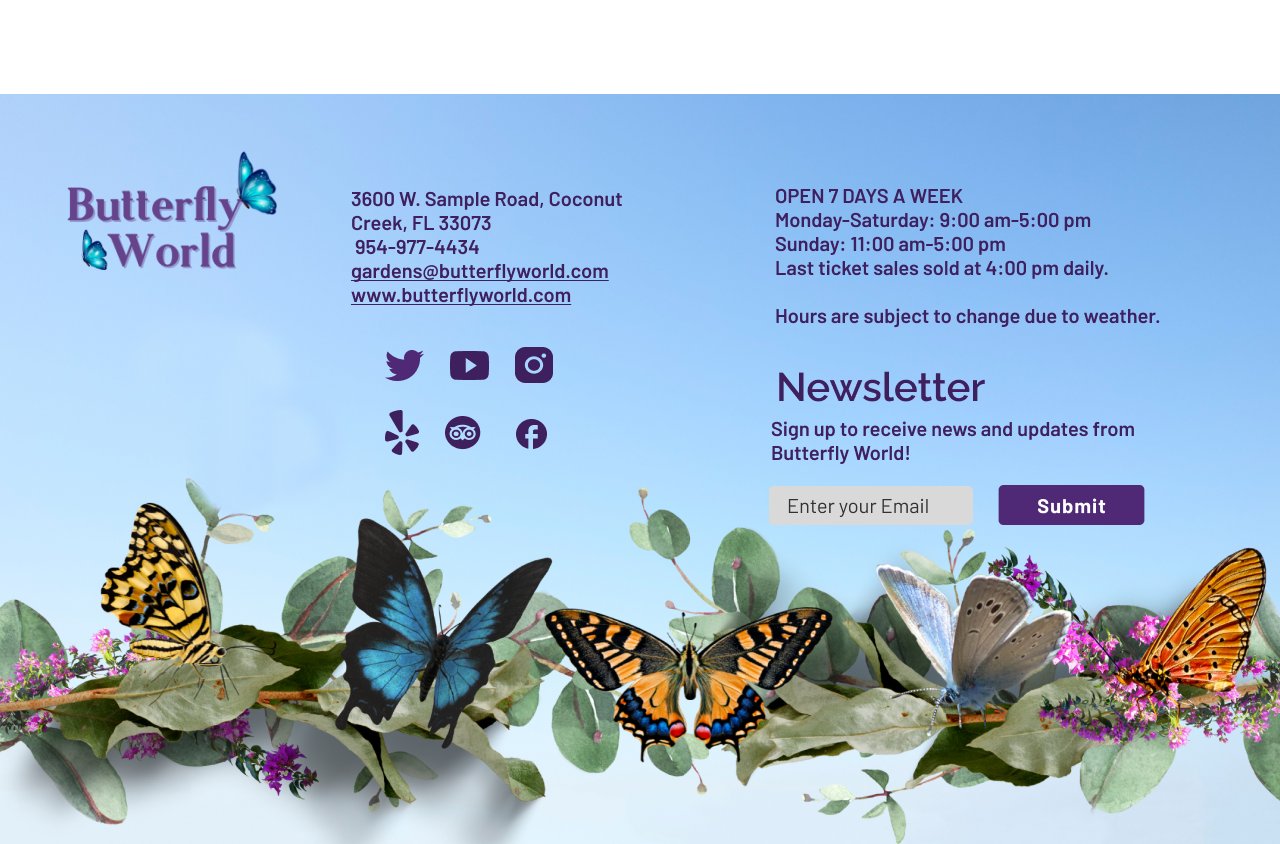 Butterfly
World
3600 W. Sample Road, Coconut
Creek, FL 33073
954-977-4434
gardens@butterflyworld.com
www.butterflyworld.com
OPEN 7 DAYS A WEEK
Monday-Saturday: 9:00 am-5:00 pm
Sunday: 11:00 am-5:00 pm
Last ticket sales sold at 4:00 pm daily.
Hours are subject to change due to weather.
Newsletter
Sign up to receive news and updates from
Butterfly World!
Enter your Email
Submit